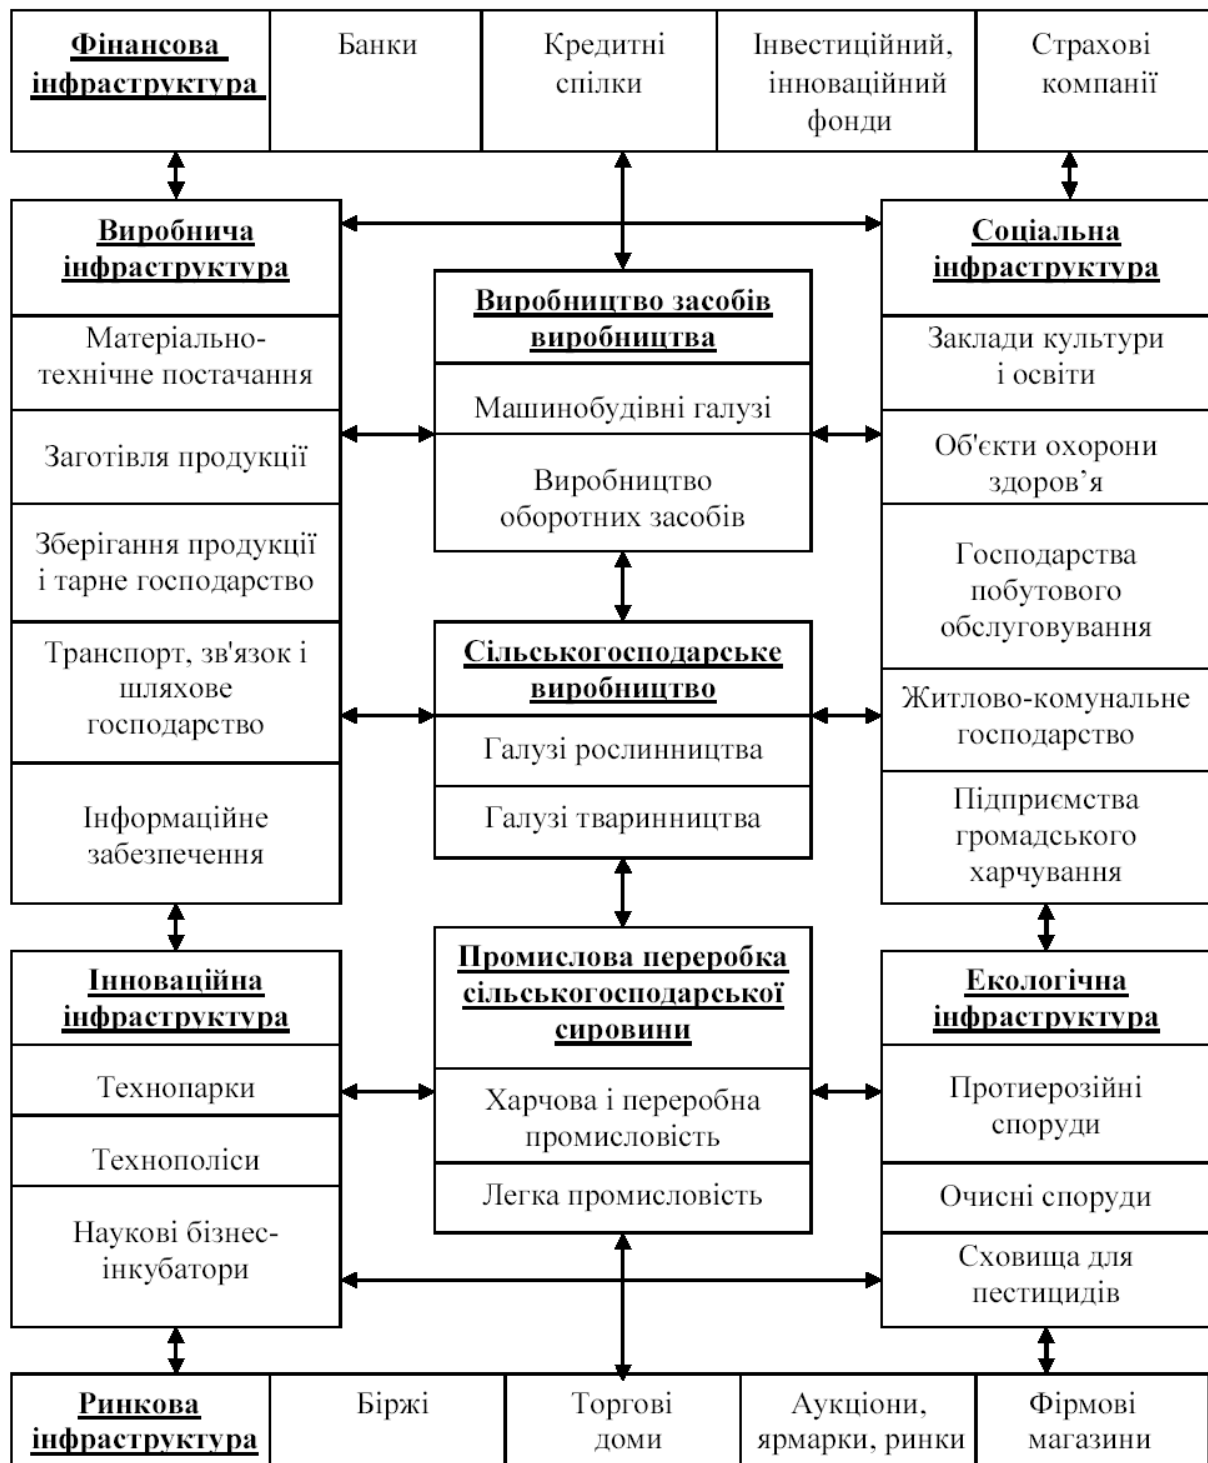 Фінансова
інфраструктура
Банки
Кредитні
спілки
Інвестиційний,
інноваційний
фонди
Страхові
компанії
Виробнича
інфраструктура
Матеріально-
технічне постачання
Заготівля продукції
Зберігання продукції
і тарне господарство
Транспорт, зв'язок і
шляхове
господарство
Інформаційне
забезпечення
Виробництво засобів
виробництва
Машинобудівні галузі
Виробництво
оборотних засобів
Соціальна
інфраструктура
Заклади культури
і освіти
Об'єкти охорони
здоров’я
Господарства
побутового
обслуговування
Житлово-комунальне
господарство
Підприємства
громадського
харчування
Сільськогосподарське
виробництво
Галузі рослинництва
Галузі тваринництва
Інноваційна
інфраструктура
Технопарки
Технополіси
Наукові бізнес-
інкубатори
Промислова переробка
сільськогосподарської
сировини
Харчова і переробна
промисловість
Легка промисловість
Екологічна
інфраструктура
Протиерозійні
споруди
Очисні споруди
Сховища для
пестицидів
Ринкова
інфраструктура
Біржі
Торгові
доми
Аукціони,
ярмарки, ринки
Фірмові
магазини